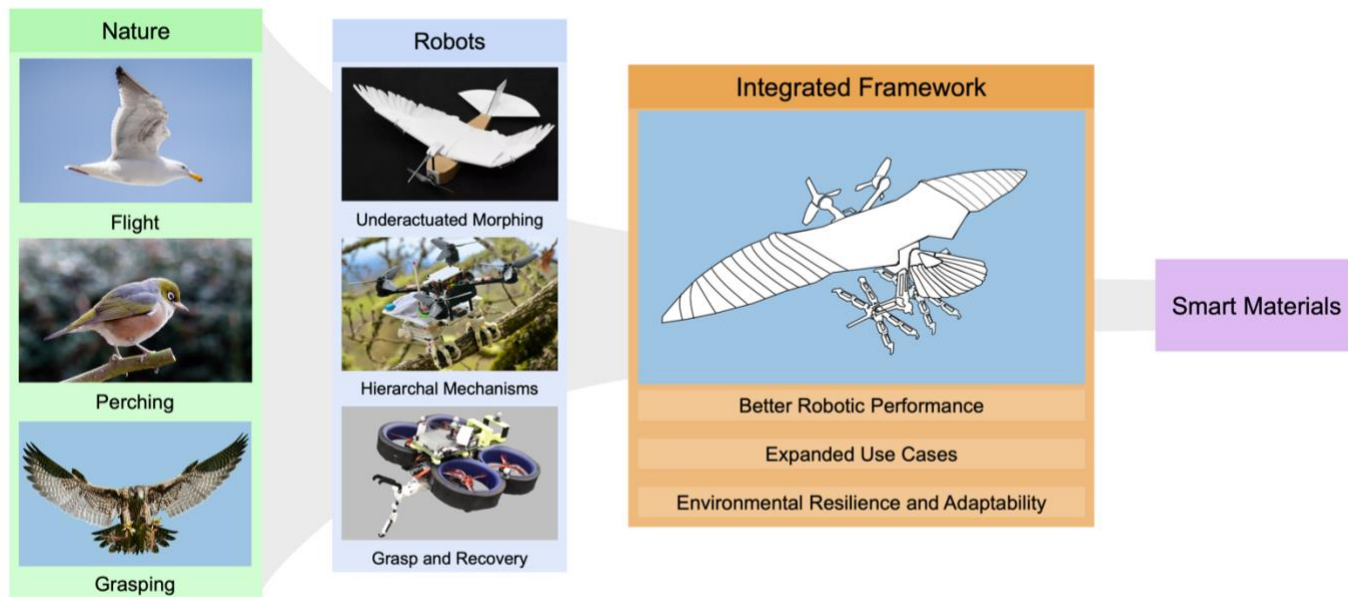 Nature
Flight
Perching
Grasping
Robots
Underactuated Morphing
Hierarchal Mechanisms
Grasp and Recovery
Integrated Framework
Better Robotic Performance
Expanded Use Cases
Environmental Resilience and Adaptability
Smart Materials